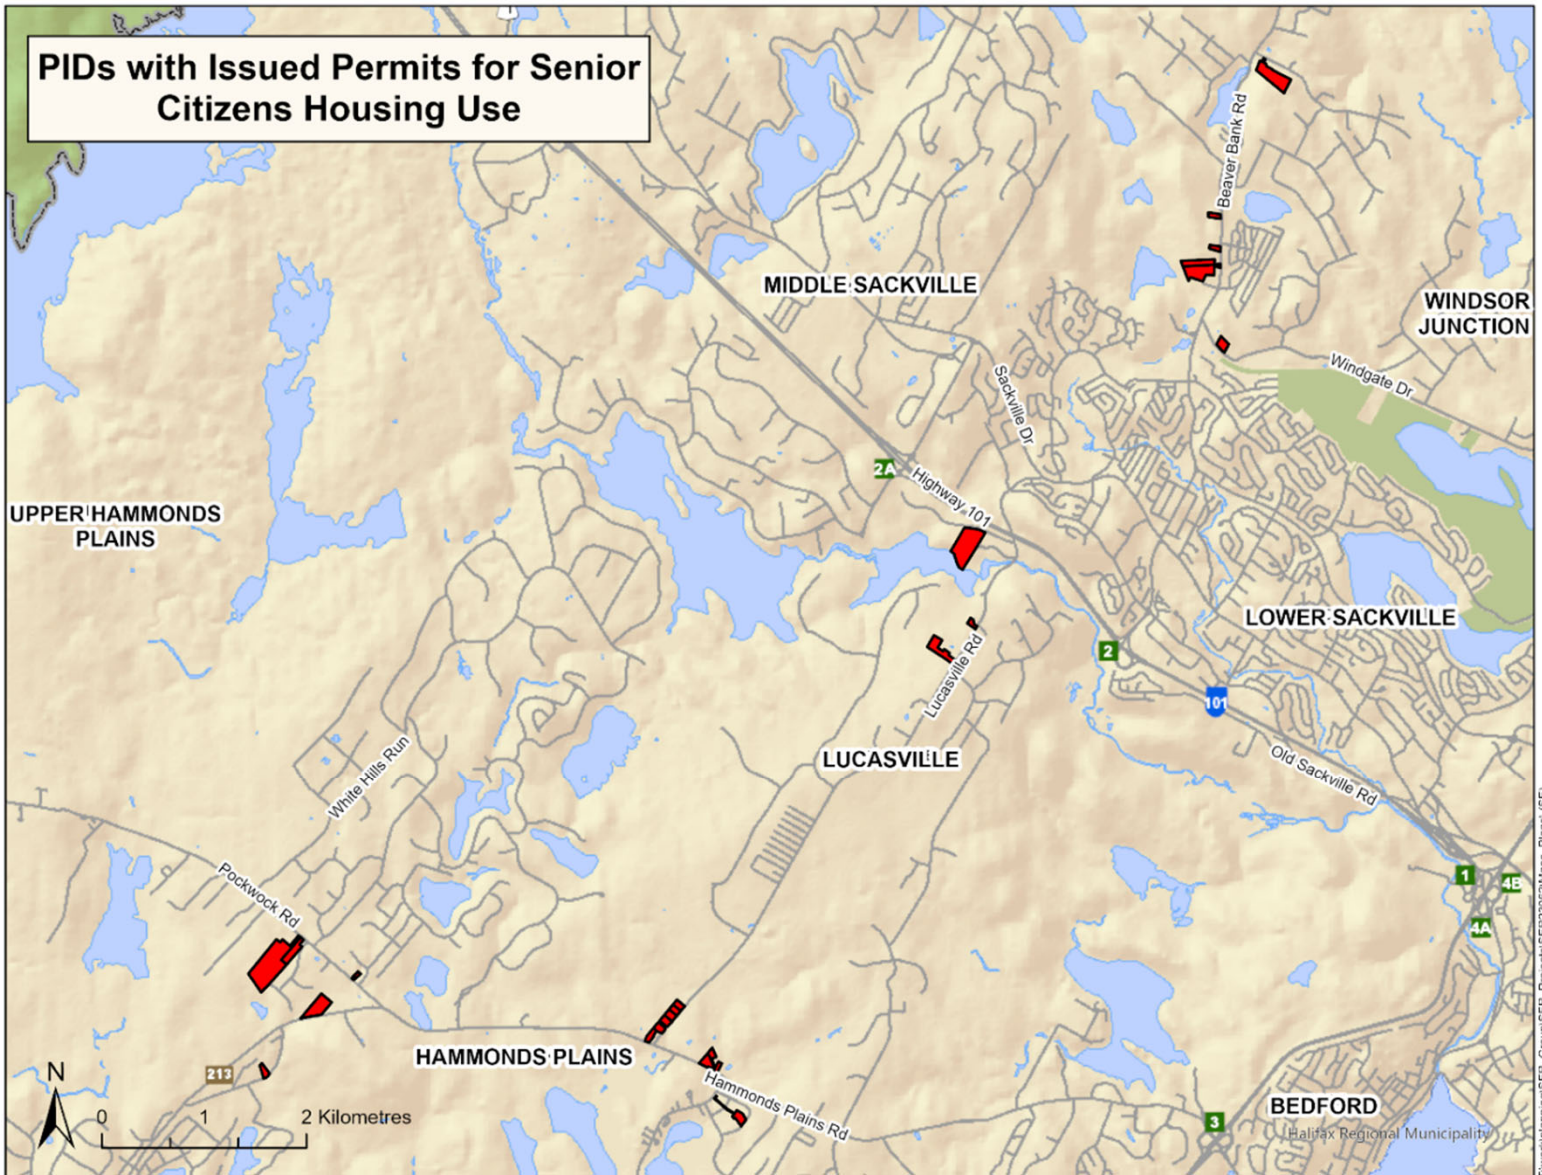 PIDs with Issued Permits for Senior
Citizens Housing Use
Beaver Bank Rd
MIDDLE SACKVILLE
WINDSOR
JUNCTION
Windgate Dr
Sackville Dr
2A
Highway 101
UPPER HAMMONDS
PLAINS
LOWER SACKVILLE
2
Lucasville Rd
101
LUCASVILLE
White Hills Run
Old Sackville Rd
Pockwock Rd
1
4B
4A
HAMMONDS PLAINS
213
N
Hammonds Plains Rd
0 1 2 Kilometres
BEDFORD
3
Halifax Regional Municipality